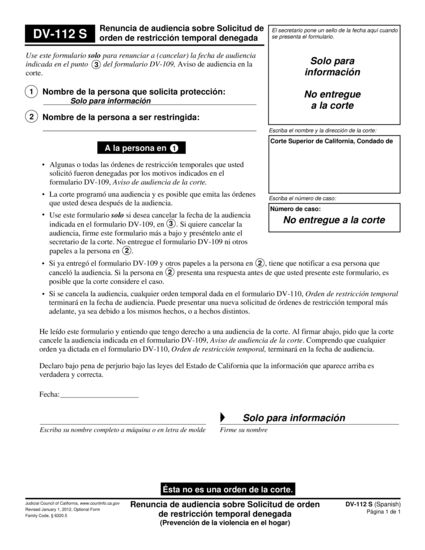 DV-112 S
Renuncia de audiencia sobre Solicitud de
orden de restricción temporal denegada
El secretario pone un sello de la fecha aquí cuando
se presenta el formulario.
Solo para
información
No entregue
a la corte
Use este formulario solo para renunciar a (cancelar) la fecha de audiencia
indicada en el punto 3 del formulario DV-109, Aviso de audiencia en la
corte.
1 Nombre de la persona que solicita protección:
Solo para información
2 Nombre de la persona a ser restringida:
Escriba el nombre y la dirección de la corte:
Corte Superior de California, Condado de
Escriba el número de caso:
Número de caso:
No entregue a la corte
A la persona en 1
• Algunas o todas las órdenes de restricción temporales que usted
solicitó fueron denegadas por los motivos indicados en el
formulario DV-109, Aviso de audiencia de la corte.
• La corte programó una audiencia y es posible que emita las órdenes
que usted desea después de la audiencia.
• Use este formulario solo si desea cancelar la fecha de la audiencia
indicada en el formulario DV-109, en 3. Si quiere cancelar la
audiencia, firme este formulario más a bajo y preséntelo ante el
secretario de la corte. No entregue el formulario DV-109 ni otros
papeles a la persona en 2.
• Si ya entregó el formulario DV-109 y otros papeles a la persona en 2, tiene que notificar a esa persona que
canceló la audiencia. Si la persona en 2 presenta una respuesta antes de que usted presente este formulario, es
posible que la corte considere el caso.
• Si se cancela la audiencia, cualquier orden temporal dada en el formulario DV-110, Orden de restricción temporal
terminará en la fecha de audiencia. Puede presentar una nueva solicitud de órdenes de restricción temporal más
adelante, ya sea debido a los mismos hechos, o a hechos distintos.
He leído este formulario y entiendo que tengo derecho a una audiencia de la corte. Al firmar abajo, pido que la corte
cancele la audiencia indicada en el formulario DV-109, Aviso de audiencia de la corte. Comprendo que cualquier
orden ya dictada en el formulario DV-110, Orden de restricción temporal, terminará en la fecha de audiencia.
Declaro bajo pena de perjurio bajo las leyes del Estado de California que la información que aparece arriba es
verdadera y correcta.
Fecha:
Solo para información
Escriba su nombre completo a máquina o en letra de molde
Firme su nombre
Ésta no es una orden de la corte.
Judicial Council of California, www.courtinfo.ca.gov
Revised January 1, 2012, Optional Form
Family Code, § 6320.5
Renuncia de audiencia sobre Solicitud de orden
de restricción temporal denegada
(Prevención de la violencia en el hogar)
DV-112 S (Spanish)
Página 1 de 1